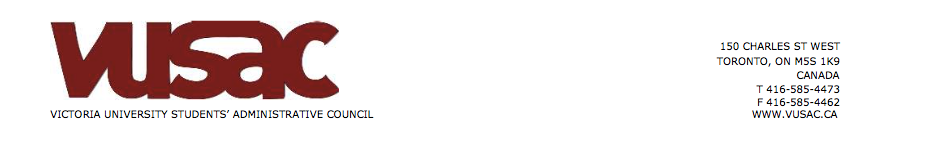 vusac
VICTORIA UNIVERSITY STUDENTS' ADMINISTRATIVE COUNCIL
150 CHARLES ST WEST
TORONTO, ON M5S 1K9
CANADA
T 416-585-4473
F 416-585-4462
WWW.VUSAC.CA